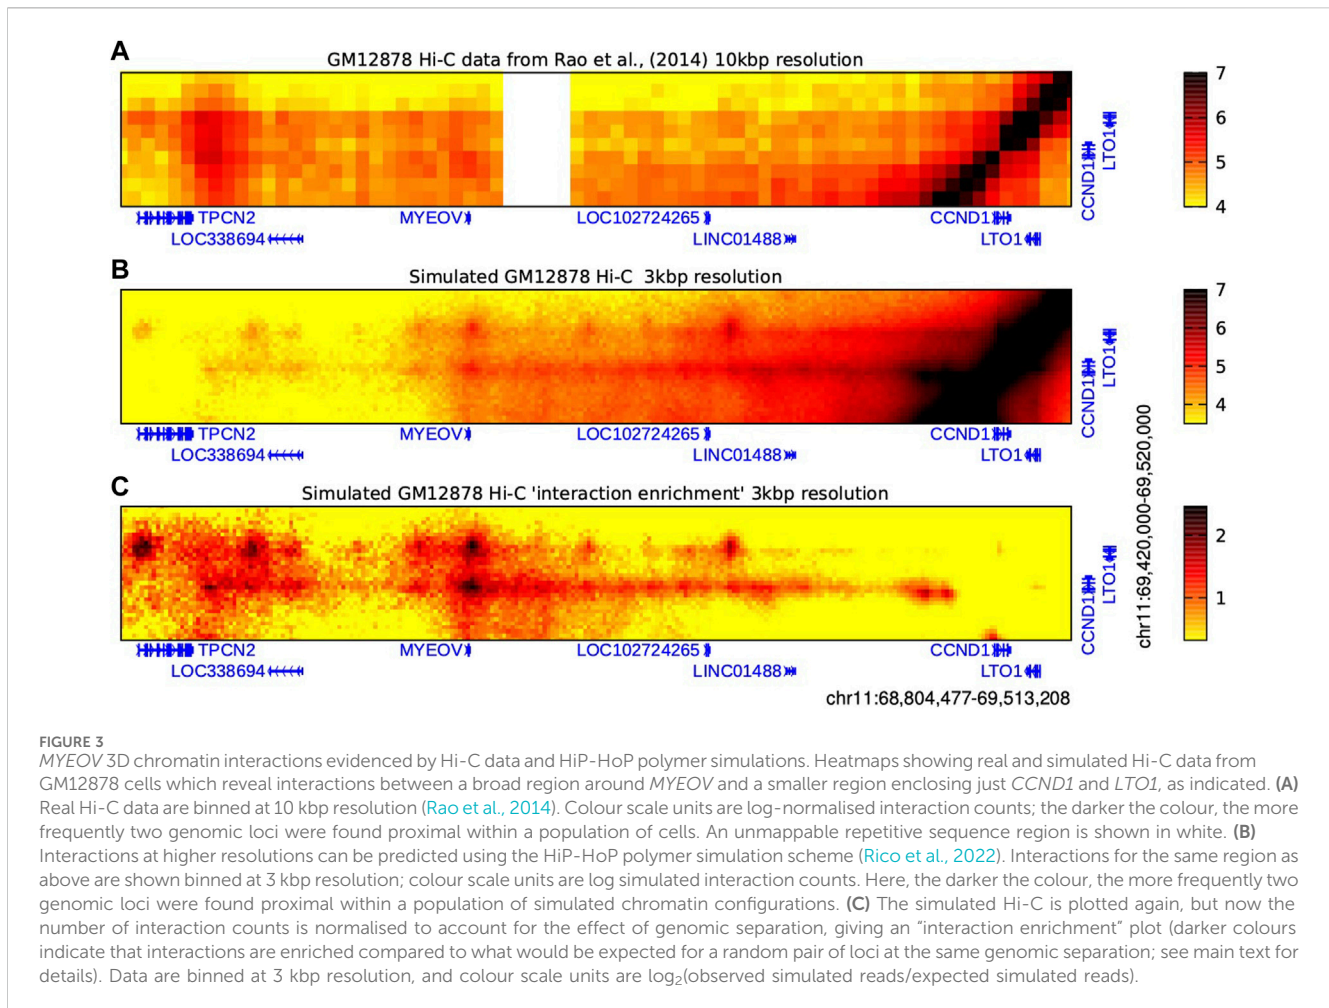 A
GM12878 Hi-C data from Rao et al., (2014) 10kbp resolution
7
6
5
4
LTO1
CCND1
TPCN2
MYEOV
LOC102724265
CCND1
LOC338694
LINC01488
LTO1
B
Simulated GM12878 Hi-C 3kbp resolution
7
6
5
4
LTO1
CCND1
TPCN2
MYEOV
LOC102724265
CCND1
LOC338694
LINC01488
LTO1
C
Simulated GM12878 Hi-C 'interaction enrichment' 3kbp resolution
2
1
LTO1
CCND1
chr11:69,420,000-69,520,000
TPCN2
MYEOV
LOC102724265
CCND1
LOC338694
LINC01488
LTO1
chr11:68,804,477-69,513,208
FIGURE 3
MYEOV 3D chromatin interactions evidenced by Hi-C data and HiP-HoP polymer simulations. Heatmaps showing real and simulated Hi-C data from
GM12878 cells which reveal interactions between a broad region around MYEOV and a smaller region enclosing just CCND1 and LTO1, as indicated. (A)
Real Hi-C data are binned at 10 kbp resolution (Rao et al., 2014). Colour scale units are log-normalised interaction counts; the darker the colour, the more
frequently two genomic loci were found proximal within a population of cells. An unmappable repetitive sequence region is shown in white. (B)
Interactions at higher resolutions can be predicted using the HiP-HoP polymer simulation scheme (Rico et al., 2022). Interactions for the same region as
above are shown binned at 3 kbp resolution; colour scale units are log simulated interaction counts. Here, the darker the colour, the more frequently two
genomic loci were found proximal within a population of simulated chromatin configurations. (C) The simulated Hi-C is plotted again, but now the
number of interaction counts is normalised to account for the effect of genomic separation, giving an "interaction enrichment" plot (darker colours
indicate that interactions are enriched compared to what would be expected for a random pair of loci at the same genomic separation; see main text for
details). Data are binned at 3 kbp resolution, and colour scale units are log₂(observed simulated reads/expected simulated reads).